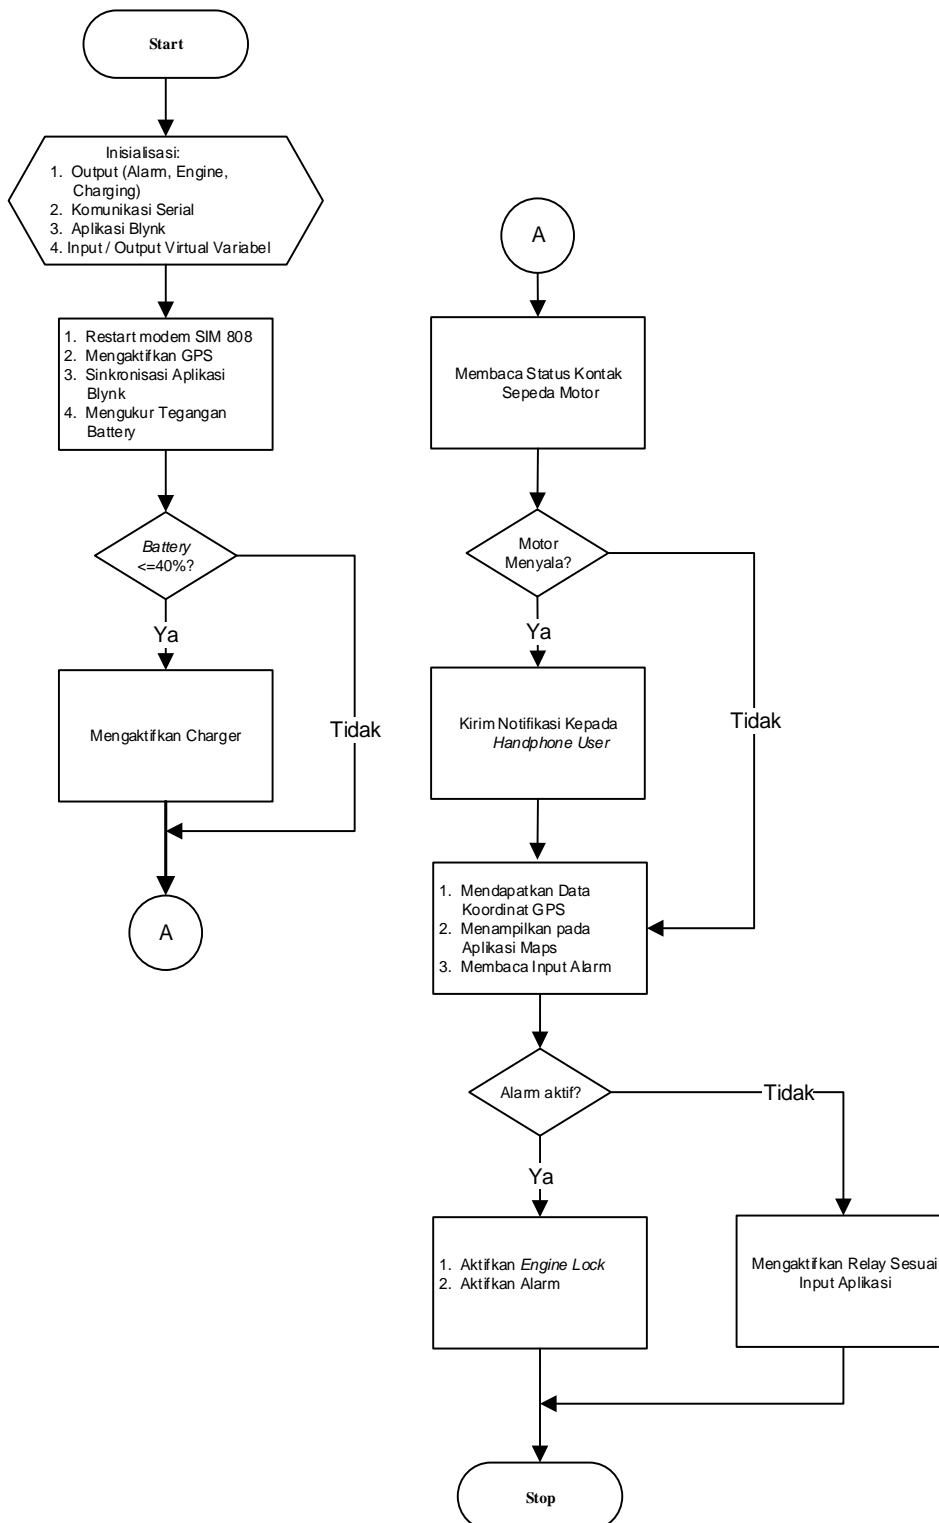 Start
Inisialisasi:
1. Output (Alarm, Engine,
Charging)
2. Komunikasi Serial
3. Aplikasi Blynk
4. Input / Output Virtual Variabel
1. Restart modem SIM 808
2. Mengaktifkan GPS
3. Sinkronisasi Aplikasi
Blynk
4. Mengukur Tegangan
Battery
Battery
<=40%?
Ya
Tidak
Mengaktifkan Charger
A
A
Membaca Status Kontak
Sepeda Motor
Motor
Menyala?
Ya
Tidak
Kirim Notifikasi Kepada
Handphone User
1. Mendapatkan Data
Koordinat GPS
2. Menampilkan pada
Aplikasi Maps
3. Membaca Input Alarm
Alarm aktif?
Tidak
Ya
1. Aktifkan Engine Lock
2. Aktifkan Alarm
Mengaktifkan Relay Sesuai
Input Aplikasi
Stop